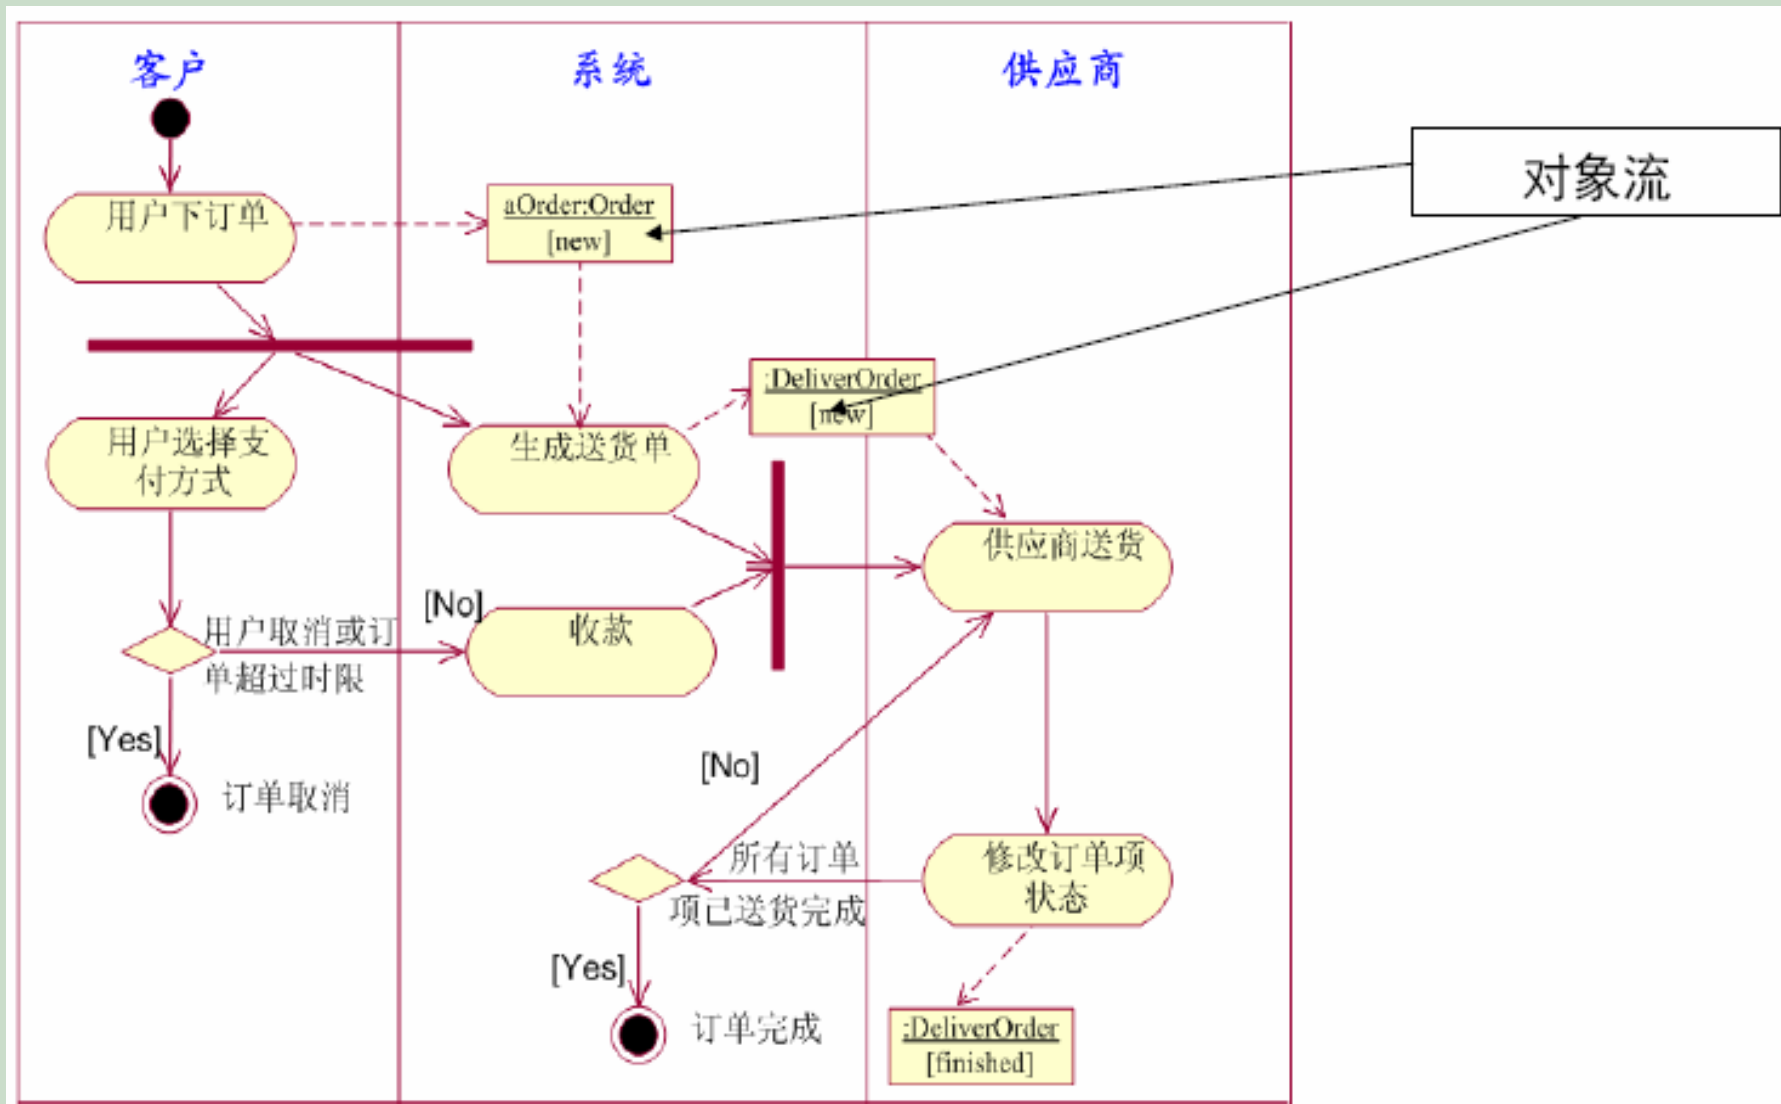 客户
系统
供应商
对象流
用户下订单
aOrder:Order
[new]
:DeliverOrder
[new]
用户选择支
付方式
生成送货单
供应商送货
[No]
用户取消或订
单超过时限
收款
[Yes]
订单取消
[No]
所有订单
项已送货完成
修改订单项
状态
[Yes]
订单完成
:DeliverOrder
[finished]